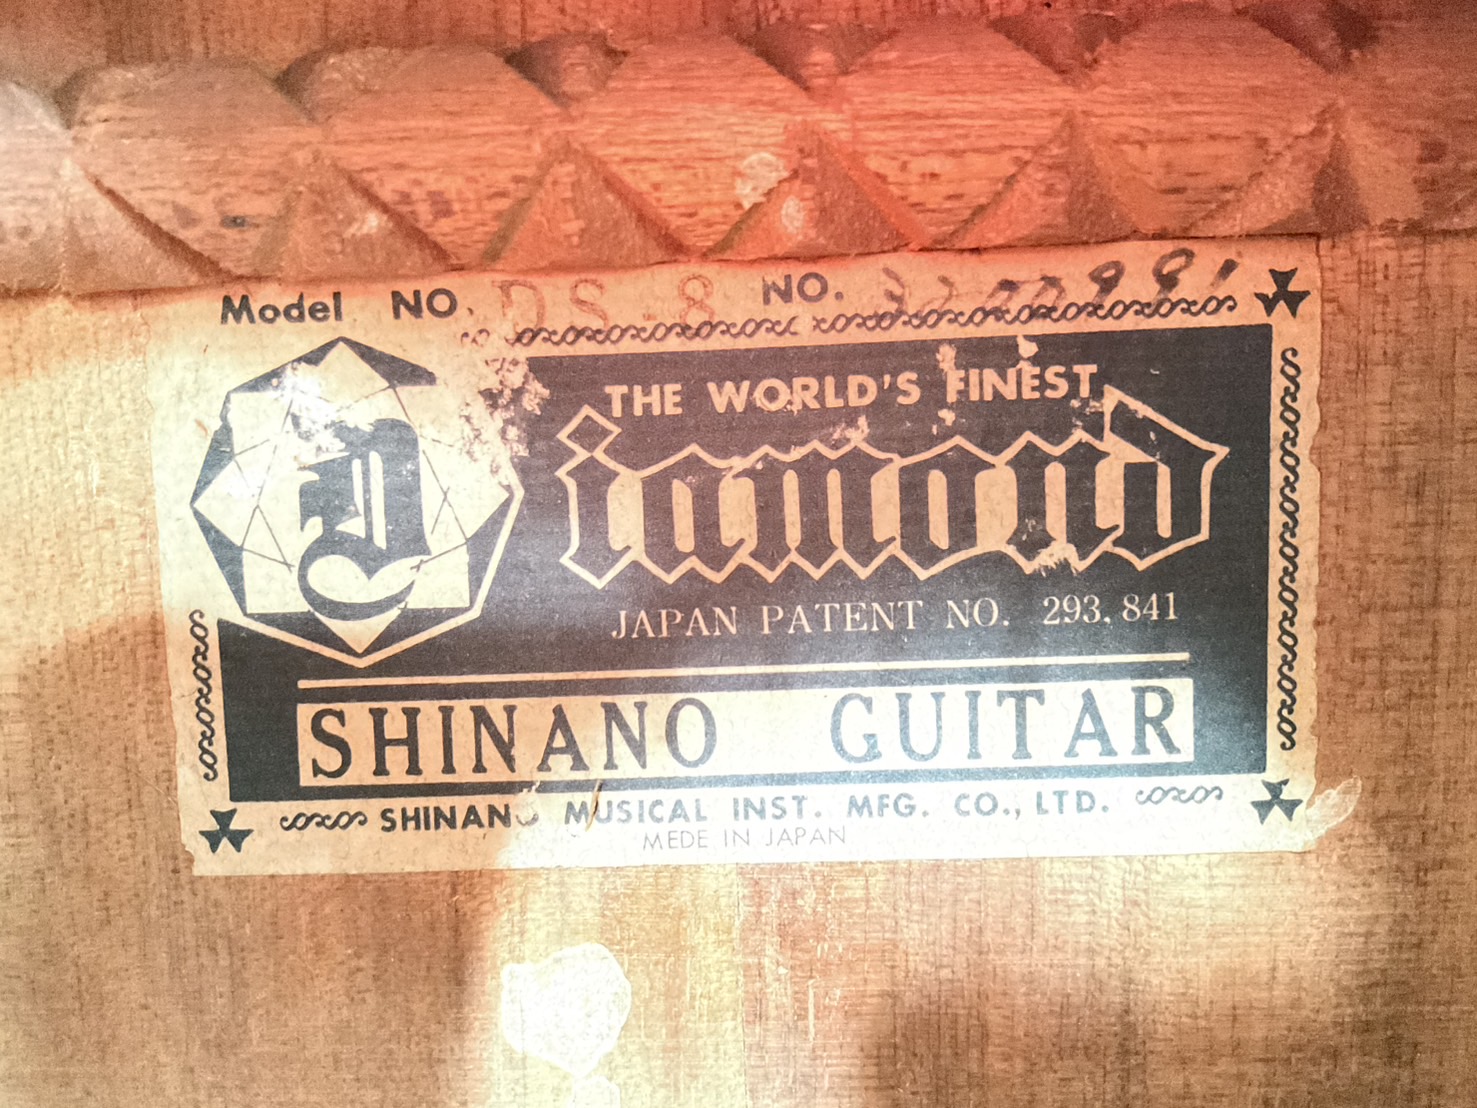 Model NO. DS-8 NO.
THE WORLD'S FINEST
Diamond
JAPAN PATENT NO. 293,841
SHINANO GUITAR
SHINANO MUSICAL INST. MFG. CO., LTD.
MEDE IN JAPAN